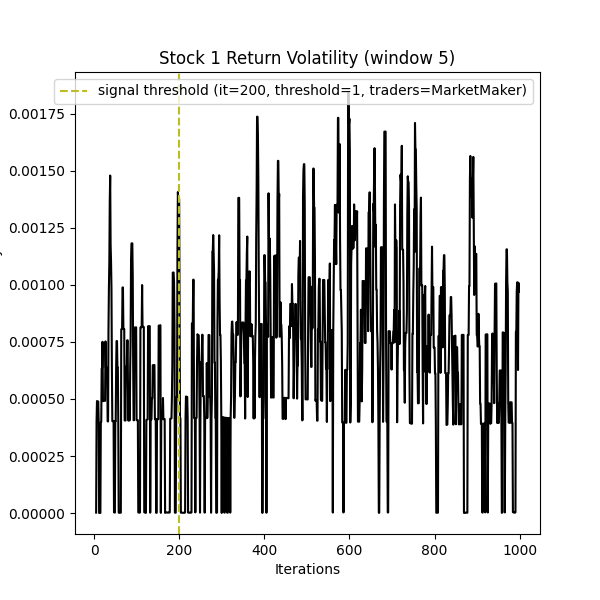 Stock 1 Return Volatility (window 5)
signal threshold (it=200, threshold=1, traders=MarketMaker)
0.00175
0.00150
0.00125
0.00100
0.00075
0.00050
0.00025
0.00000
0 200 400 600 800 1000
Iterations